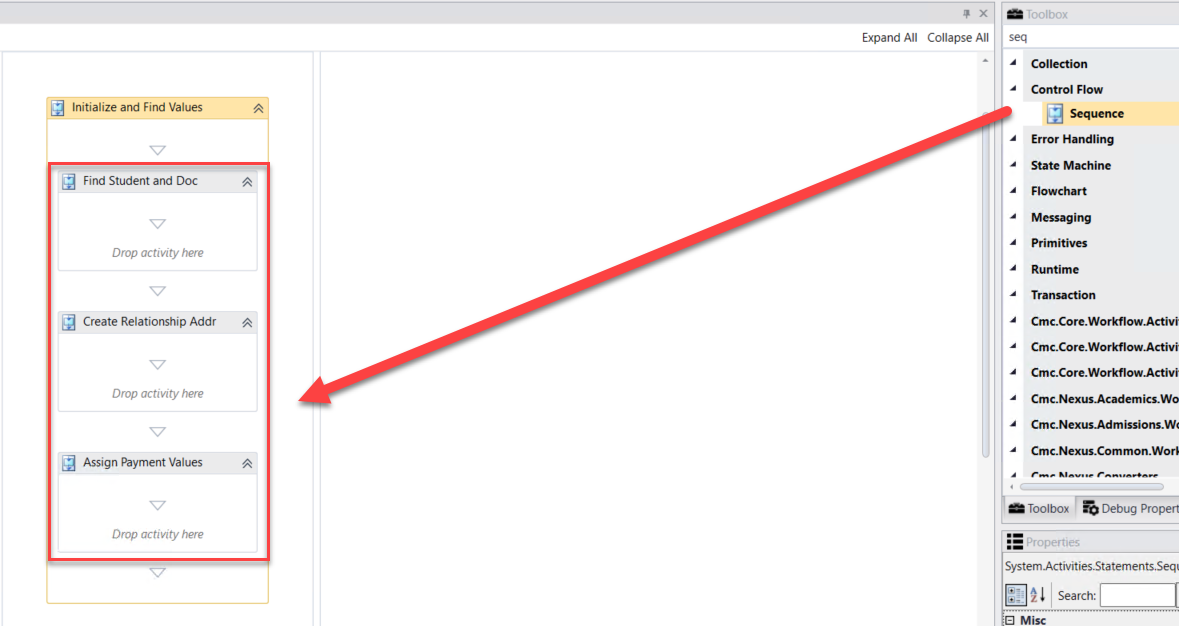 Expand All Collapse All
Initialize and Find Values
Find Student and Doc
Drop activity here
Create Relationship Addr
Drop activity here
Assign Payment Values
Drop activity here
Toolbox
seq
Collection
Control Flow
Sequence
Error Handling
State Machine
Flowchart
Messaging
Primitives
Runtime
Transaction
Cmc.Core.Workflow.Activi
Cmc.Core.Workflow.Activi
Cmc.Core.Workflow.Activi
Cmc.Nexus.Academics.Wo
Cmc.Nexus.Admissions.Wo
Cmc.Nexus.Common.Work
Cmc.Nexus.Converters
Toolbox Debug Propert
Properties
System.Activities.Statements.Sequ
Search:
Misc